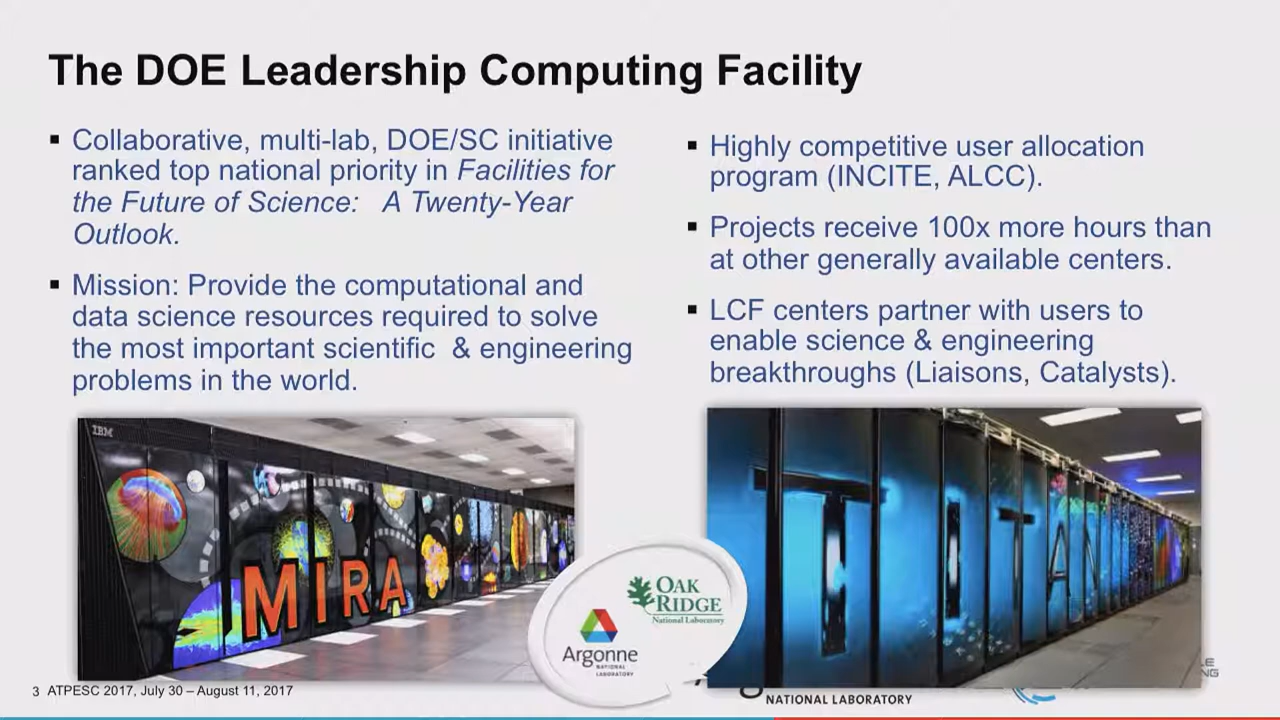 The DOE Leadership Computing Facility
▪ Collaborative, multi-lab, DOE/SC initiative
ranked top national priority in Facilities for
the Future of Science: A Twenty-Year
Outlook.
▪ Mission: Provide the computational and
data science resources required to solve
the most important scientific & engineering
problems in the world.
▪ Highly competitive user allocation
program (INCITE, ALCC).
▪ Projects receive 100x more hours than
at other generally available centers.
▪ LCF centers partner with users to
enable science & engineering
breakthroughs (Liaisons, Catalysts).
IBM
MIRA
TITAN
OAK
RIDGE
National Laboratory
Argonne
NATIONAL
LABORATORY
3 ATPESC 2017, July 30 – August 11, 2017
NATIONAL LABORATORY